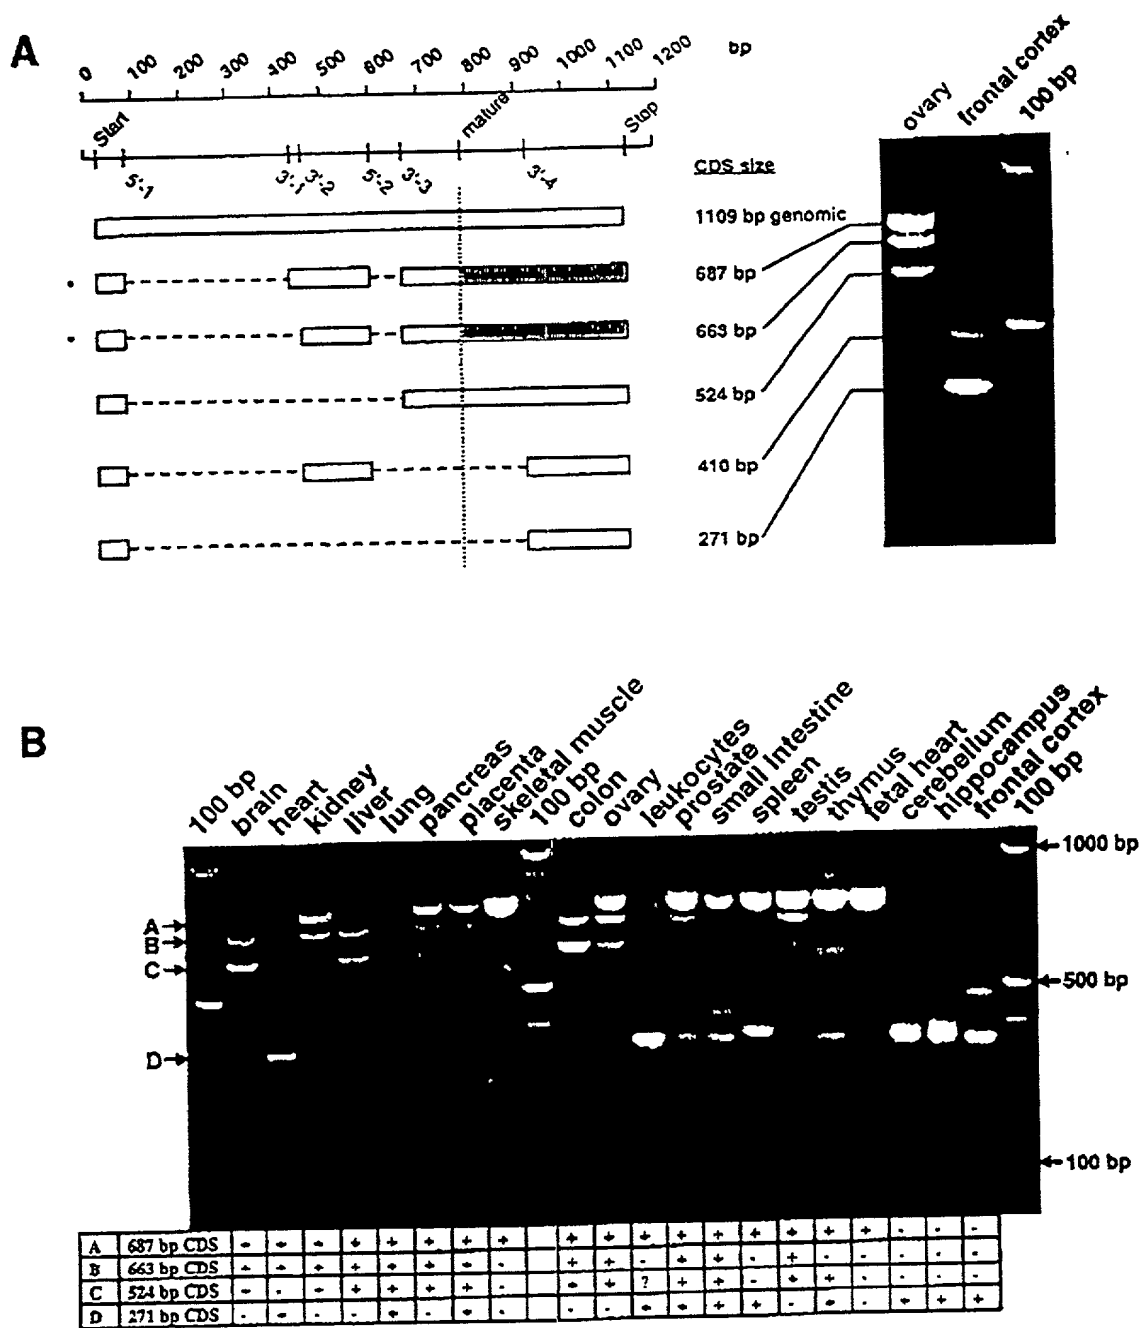 A
0 100 200 300 400 500 600 700 800 900 1000 1100 1200 bp
Start mature Stop
5'-1 3'-1 3'-2 5'-2 3'-3 3'-4
CDS size
1109 bp genomic
687 bp
663 bp
524 bp
410 bp
271 bp
ovary frontal cortex 100 bp
B
100 bp brain heart kidney liver lung pancreas placenta skeletal muscle 100 bp colon ovary leukocytes prostate small Intestine spleen testis thymus fetal heart cerebellum hippocampus frontal cortex 100 bp
1000 bp
A
B
C
500 bp
D
100 bp
A 687 bp CDS
B 663 bp CDS
C 524 bp CDS ?
D 271 bp CDS